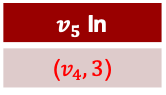 v₅ In
(v₄, 3)